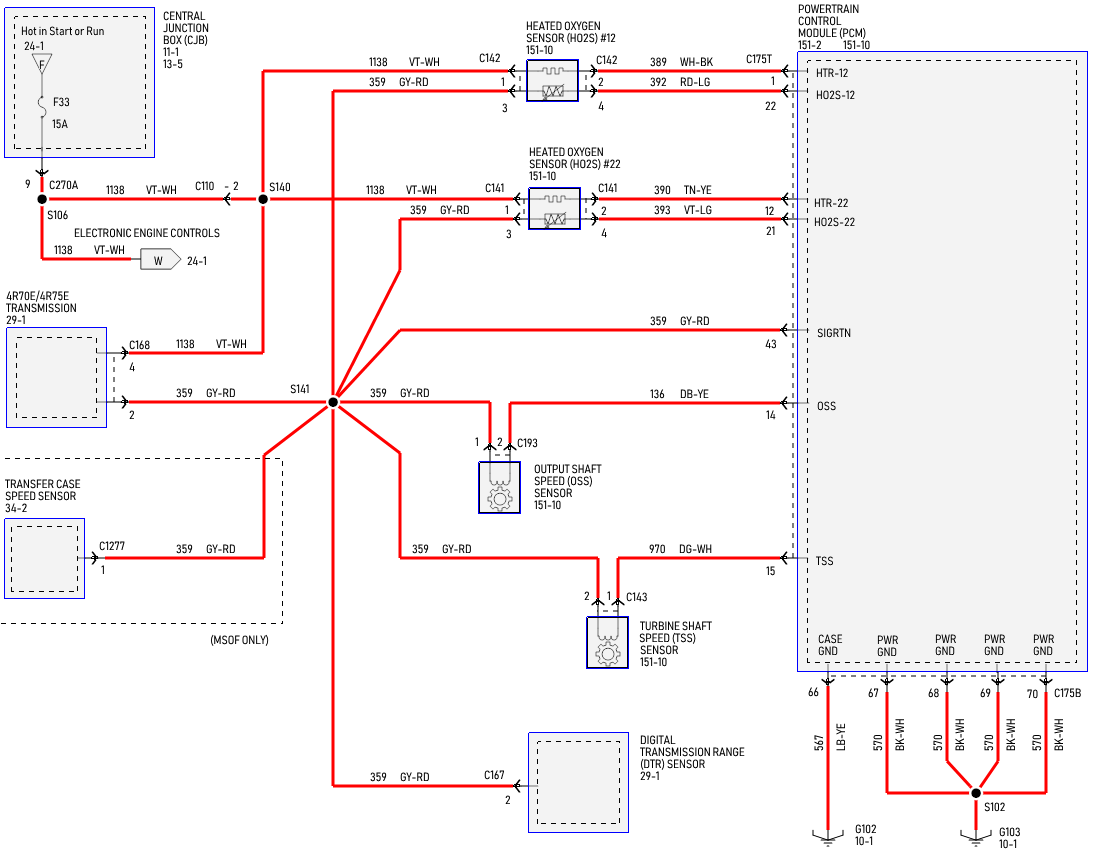 CENTRAL
JUNCTION
BOX (CJB)
11-1
13-5
Hot in Start or Run
24-1
F
F33
15A
9
C270A
S106
1138 VT-WH
C110
- 2
S140
ELECTRONIC ENGINE CONTROLS
1138 VT-WH
W
24-1
4R70E/4R75E
TRANSMISSION
29-1
C168
4
1138 VT-WH
2
359 GY-RD
S141
TRANSFER CASE
SPEED SENSOR
34-2
C1277
1
359 GY-RD
(MSOF ONLY)
HEATED OXYGEN
SENSOR (HO2S) #12
151-10
1138 VT-WH
C142
1
359 GY-RD
3
C142
2
4
389 WH-BK
392 RD-LG
C175T
1
22
HEATED OXYGEN
SENSOR (HO2S) #22
151-10
1138 VT-WH
C141
1
359 GY-RD
3
C141
2
4
390 TN-YE
393 VT-LG
12
21
359 GY-RD
43
359 GY-RD
136 DB-YE
14
1
2
C193
OUTPUT SHAFT
SPEED (OSS)
SENSOR
151-10
359 GY-RD
970 DG-WH
15
2
1
C143
TURBINE SHAFT
SPEED (TSS)
SENSOR
151-10
359 GY-RD
C167
2
DIGITAL
TRANSMISSION RANGE
(DTR) SENSOR
29-1
POWERTRAIN
CONTROL
MODULE (PCM)
151-2 151-10
HTR-12
HO2S-12
HTR-22
HO2S-22
SIGRTN
OSS
TSS
CASE
GND
PWR
GND
PWR
GND
PWR
GND
PWR
GND
66
67
68
69
70
C175B
567 LB-YE
570 BK-WH
570 BK-WH
570 BK-WH
570 BK-WH
S102
G102
10-1
G103
10-1